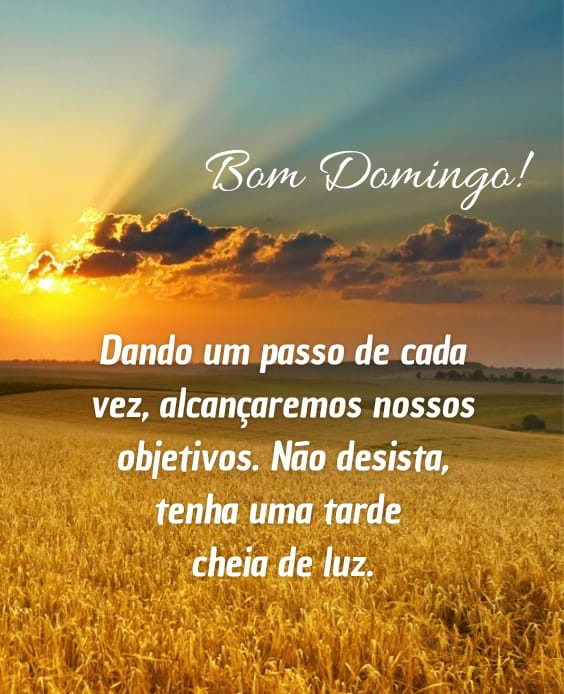 Bom Domingo!
Dando um passo de cada
vez, alcançaremos nossos
objetivos. Não desista,
tenha uma tarde
cheia de luz.